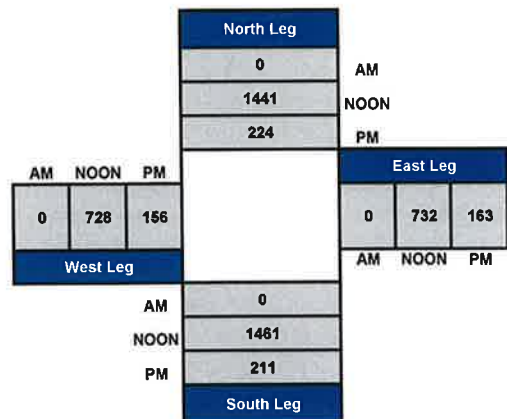 North Leg
0 AM
1441 NOON
224 PM
AM NOON PM
East Leg
0 728 156
0 732 163
West Leg
AM NOON PM
AM 0
NOON 1461
PM 211
South Leg